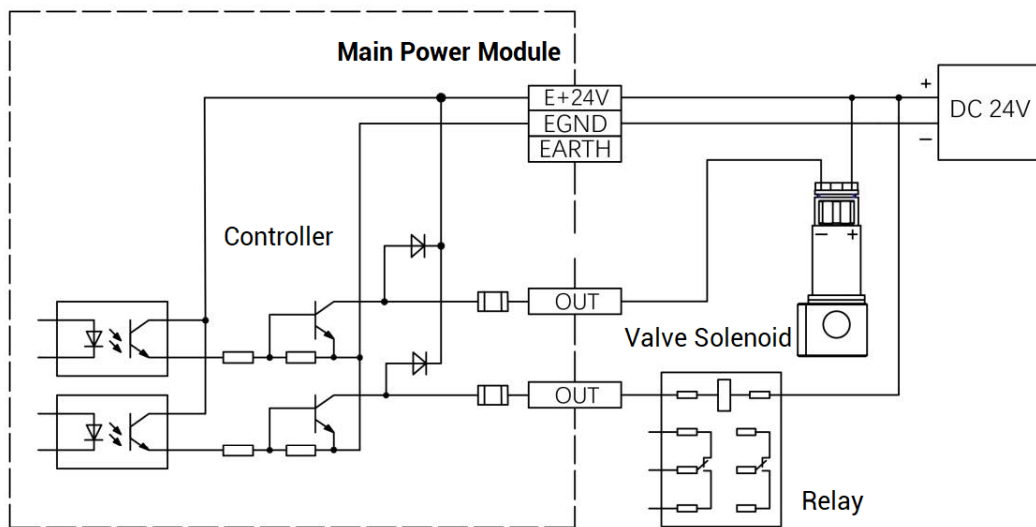 Main Power Module
E+24V
EGND
EARTH
+
−
DC 24V
Controller
OUT
− +
Valve Solenoid
OUT
Relay